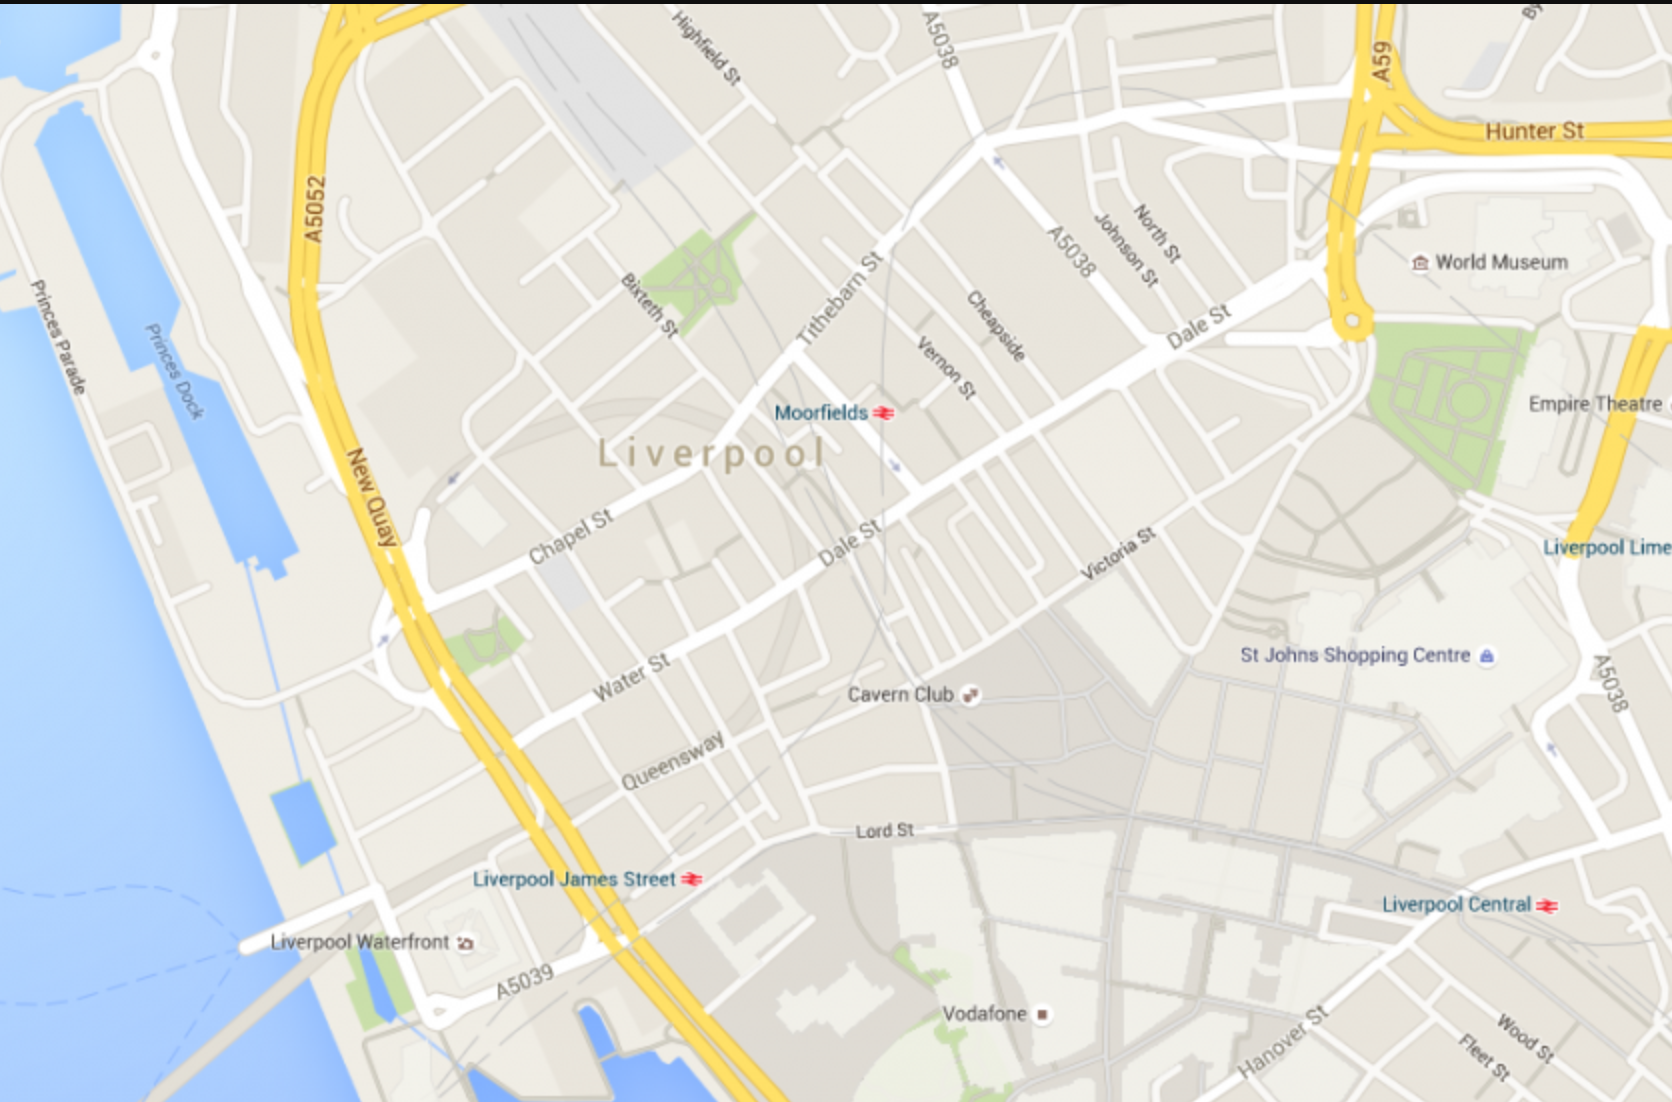 Highfield St
A5038
By
A59
Hunter St
A5052
North St
Johnson St
A5038
World Museum
Tithebarn St
Bixteth St
Princes Parade
Princes Dock
Cheapside
Dale St
Vernon St
Empire Theatre
Moorfields
Liverpool
New Quay
Chapel St
Dale St
Victoria St
Liverpool Lime
St Johns Shopping Centre
A5038
Water St
Cavern Club
Queensway
Lord St
Liverpool James Street
Liverpool Central
Liverpool Waterfront
A5039
Vodafone
Hanover St
Wood St
Fleet St